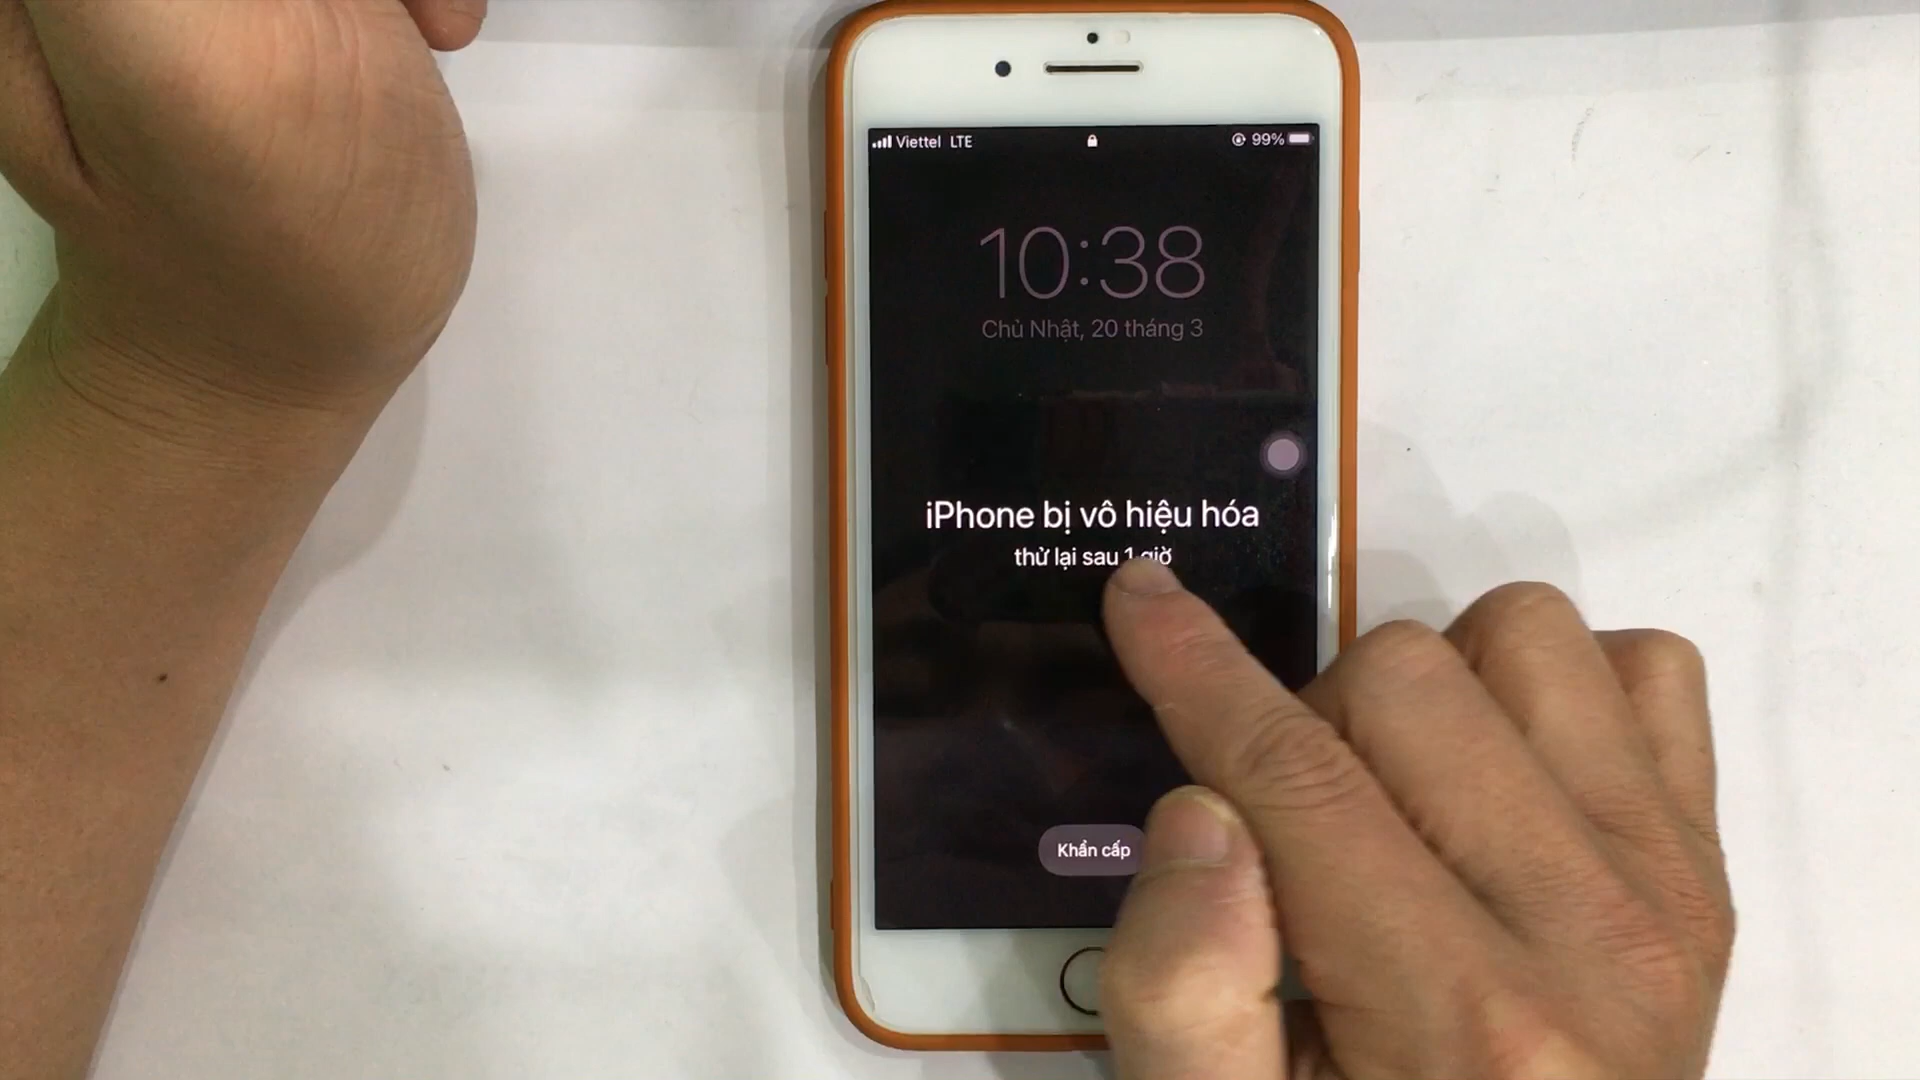 Viettel LTE 99%
10:38
Chủ Nhật, 20 tháng 3
iPhone bị vô hiệu hóa
thử lại sau 1 giờ
Khẩn cấp